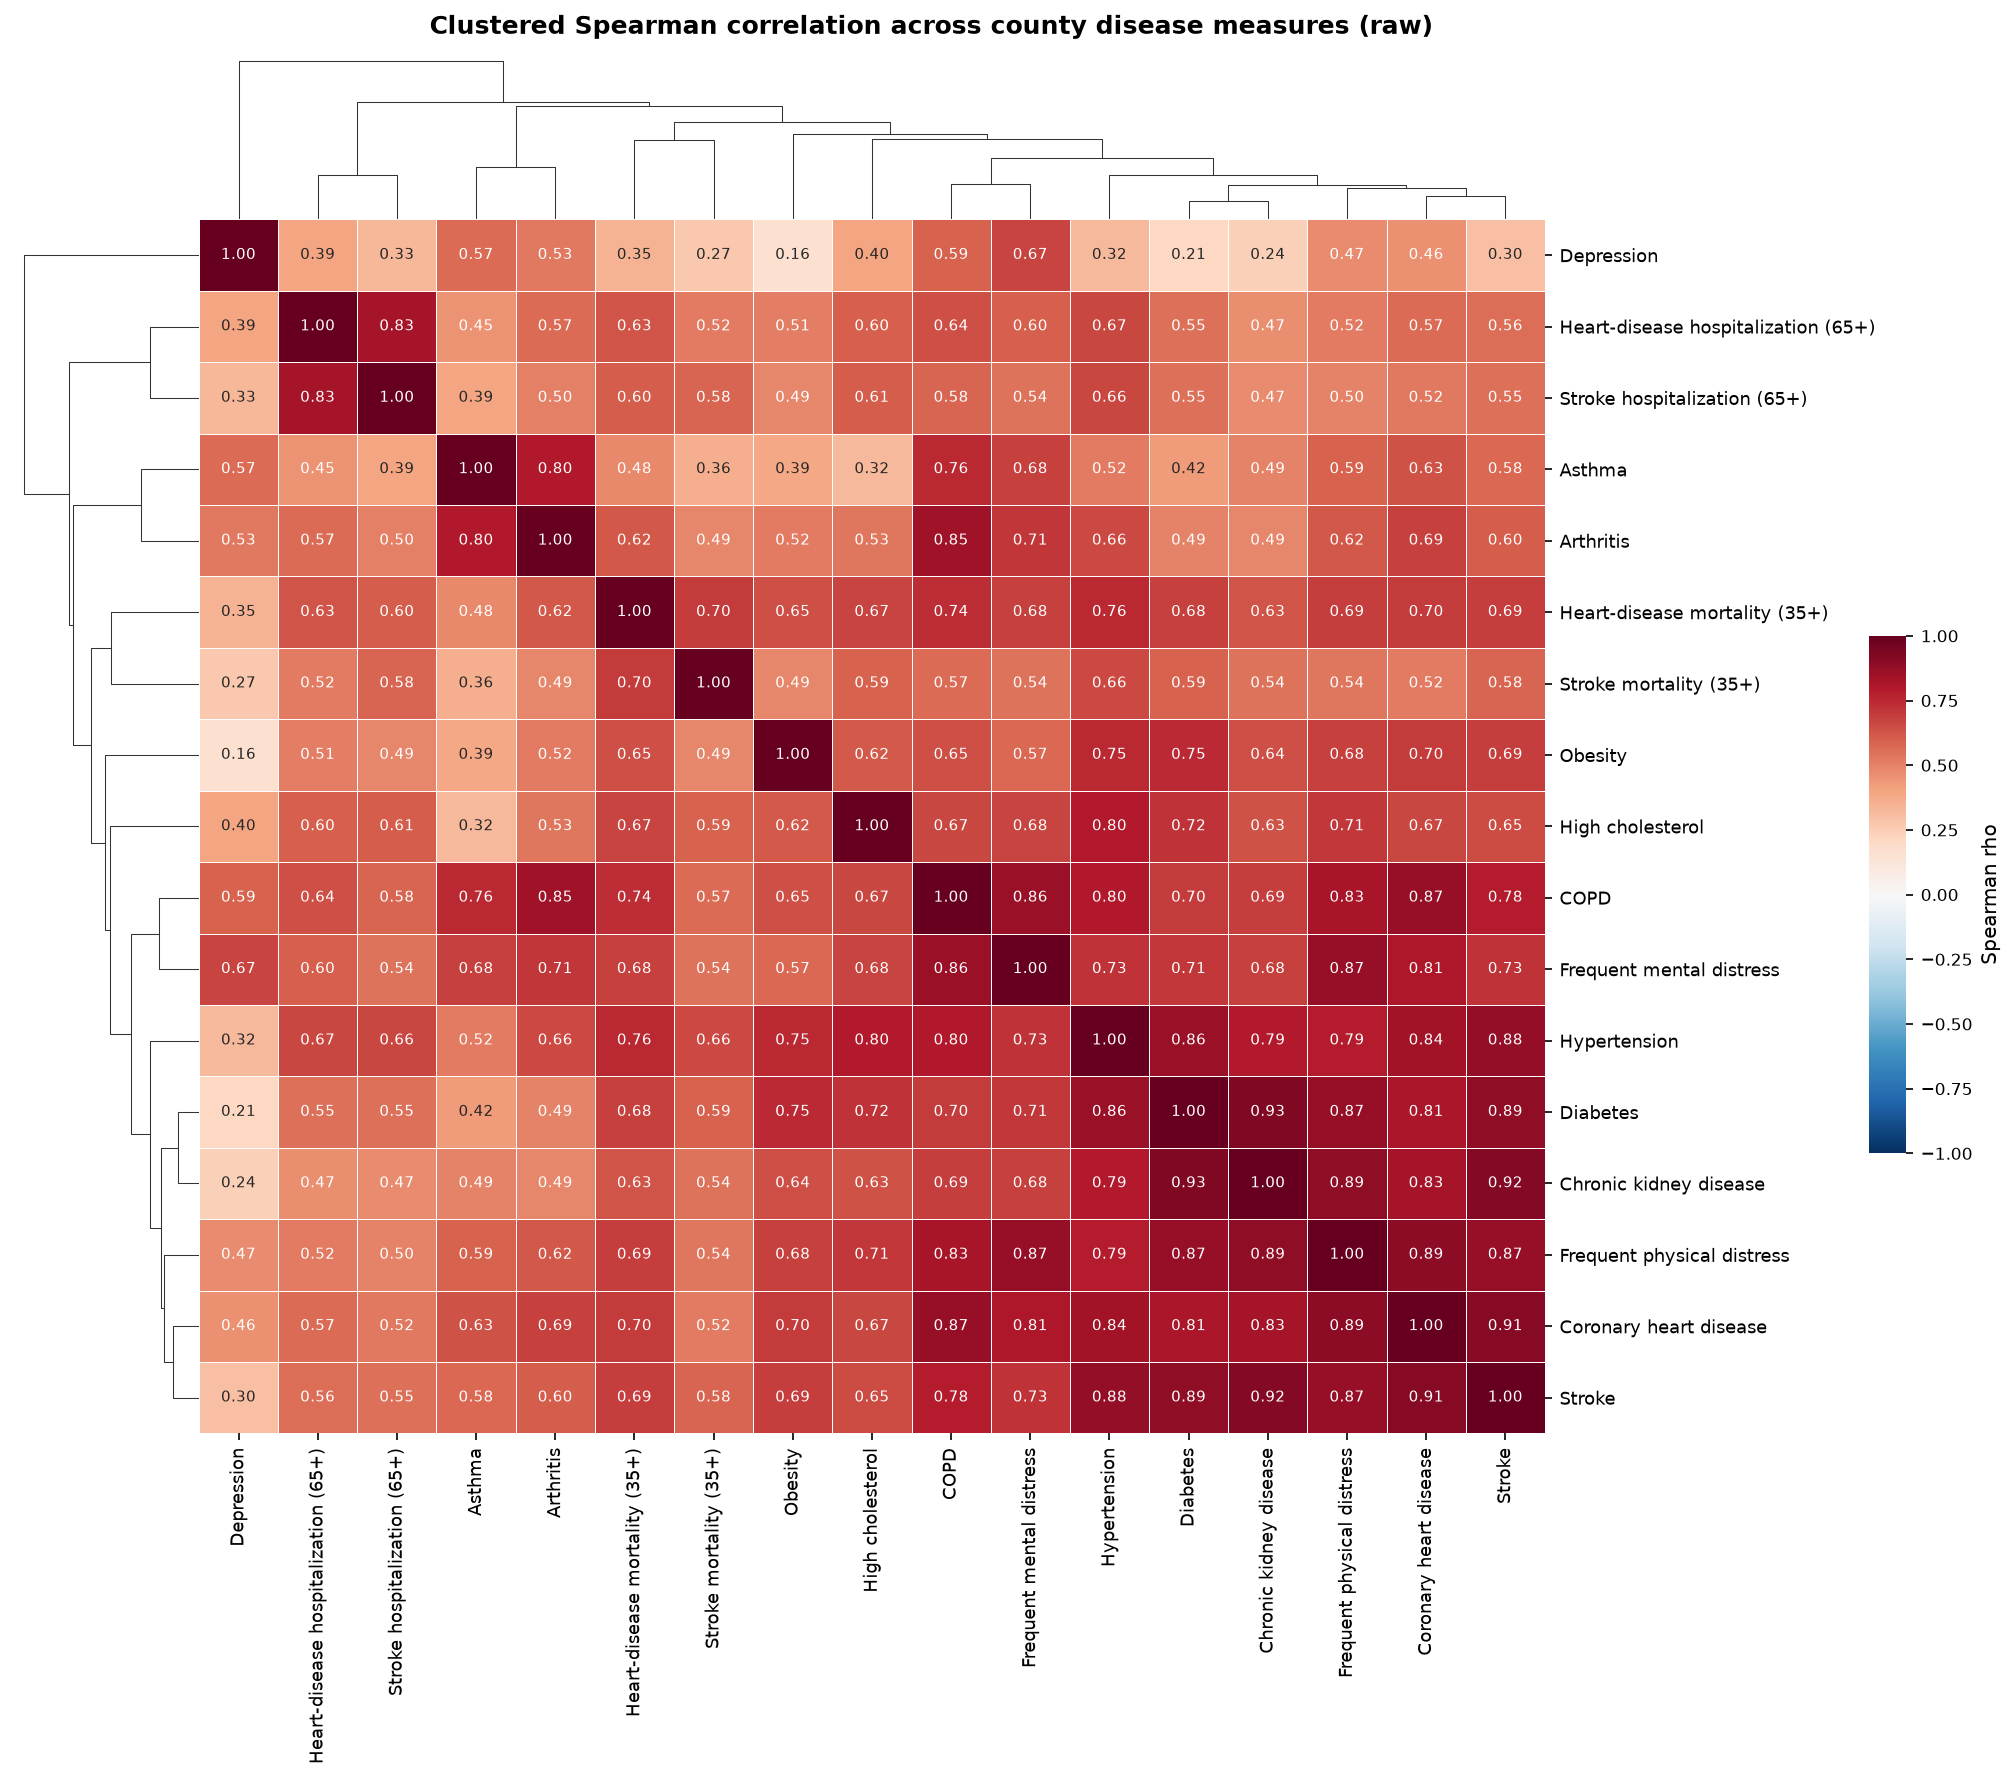 Clustered Spearman correlation across county disease measures (raw)
1.00 0.39 0.33 0.57 0.53 0.35 0.27 0.16 0.40 0.59 0.67 0.32 0.21 0.24 0.47 0.46 0.30 Depression
0.39 1.00 0.83 0.45 0.57 0.63 0.52 0.51 0.60 0.64 0.60 0.67 0.55 0.47 0.52 0.57 0.56 Heart-disease hospitalization (65+)
0.33 0.83 1.00 0.39 0.50 0.60 0.58 0.49 0.61 0.58 0.54 0.66 0.55 0.47 0.50 0.52 0.55 Stroke hospitalization (65+)
0.57 0.45 0.39 1.00 0.80 0.48 0.36 0.39 0.32 0.76 0.68 0.52 0.42 0.49 0.59 0.63 0.58 Asthma
0.53 0.57 0.50 0.80 1.00 0.62 0.49 0.52 0.53 0.85 0.71 0.66 0.49 0.49 0.62 0.69 0.60 Arthritis
0.35 0.63 0.60 0.48 0.62 1.00 0.70 0.65 0.67 0.74 0.68 0.76 0.68 0.63 0.69 0.70 0.69 Heart-disease mortality (35+)
0.27 0.52 0.58 0.36 0.49 0.70 1.00 0.49 0.59 0.57 0.54 0.66 0.59 0.54 0.54 0.52 0.58 Stroke mortality (35+)
0.16 0.51 0.49 0.39 0.52 0.65 0.49 1.00 0.62 0.65 0.57 0.75 0.75 0.64 0.68 0.70 0.69 Obesity
0.40 0.60 0.61 0.32 0.53 0.67 0.59 0.62 1.00 0.67 0.68 0.80 0.72 0.63 0.71 0.67 0.65 High cholesterol
0.59 0.64 0.58 0.76 0.85 0.74 0.57 0.65 0.67 1.00 0.86 0.80 0.70 0.69 0.83 0.87 0.78 COPD
0.67 0.60 0.54 0.68 0.71 0.68 0.54 0.57 0.68 0.86 1.00 0.73 0.71 0.68 0.87 0.81 0.73 Frequent mental distress
0.32 0.67 0.66 0.52 0.66 0.76 0.66 0.75 0.80 0.80 0.73 1.00 0.86 0.79 0.79 0.84 0.88 Hypertension
0.21 0.55 0.55 0.42 0.49 0.68 0.59 0.75 0.72 0.70 0.71 0.86 1.00 0.93 0.87 0.81 0.89 Diabetes
0.24 0.47 0.47 0.49 0.49 0.63 0.54 0.64 0.63 0.69 0.68 0.79 0.93 1.00 0.89 0.83 0.92 Chronic kidney disease
0.47 0.52 0.50 0.59 0.62 0.69 0.54 0.68 0.71 0.83 0.87 0.79 0.87 0.89 1.00 0.89 0.87 Frequent physical distress
0.46 0.57 0.52 0.63 0.69 0.70 0.52 0.70 0.67 0.87 0.81 0.84 0.81 0.83 0.89 1.00 0.91 Coronary heart disease
0.30 0.56 0.55 0.58 0.60 0.69 0.58 0.69 0.65 0.78 0.73 0.88 0.89 0.92 0.87 0.91 1.00 Stroke
Depression
Heart-disease hospitalization (65+)
Stroke hospitalization (65+)
Asthma
Arthritis
Heart-disease mortality (35+)
Stroke mortality (35+)
Obesity
High cholesterol
COPD
Frequent mental distress
Hypertension
Diabetes
Chronic kidney disease
Frequent physical distress
Coronary heart disease
Stroke
1.00
0.75
0.50
0.25
0.00
−0.25
−0.50
−0.75
−1.00
Spearman rho